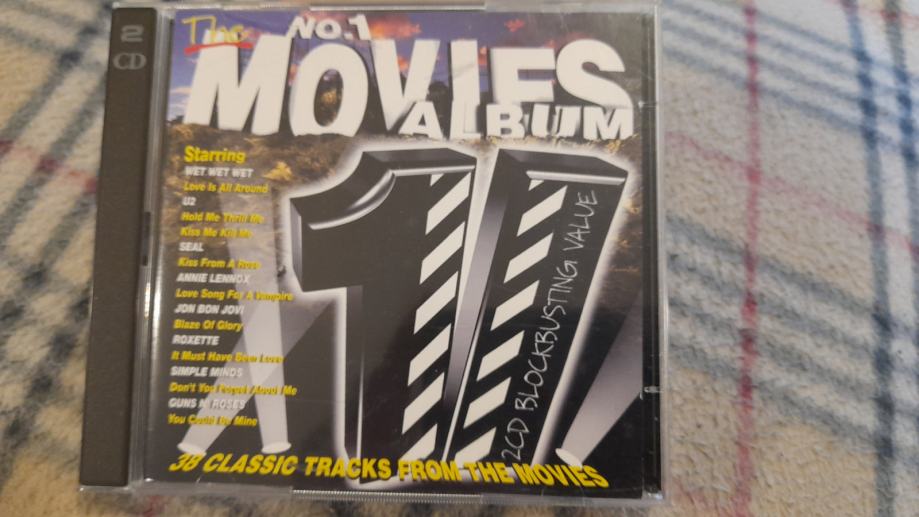 2
CD
The
NO.1
MOVIES
ALBUM
Starring
WET WET WET
Love Is All Around
U2
Hold Me Thrill Me
Kiss Me Kill Me
SEAL
Kiss From A Rose
ANNIE LENNOX
Love Song For A Vampire
JON BON JOVI
Blaze Of Glory
ROXETTE
It Must Have Been Love
SIMPLE MINDS
Don't You Forget About Me
GUNS N' ROSES
You Could Be Mine
1
2CD BLOCKBUSTING VALUE
38 CLASSIC TRACKS FROM THE MOVIES